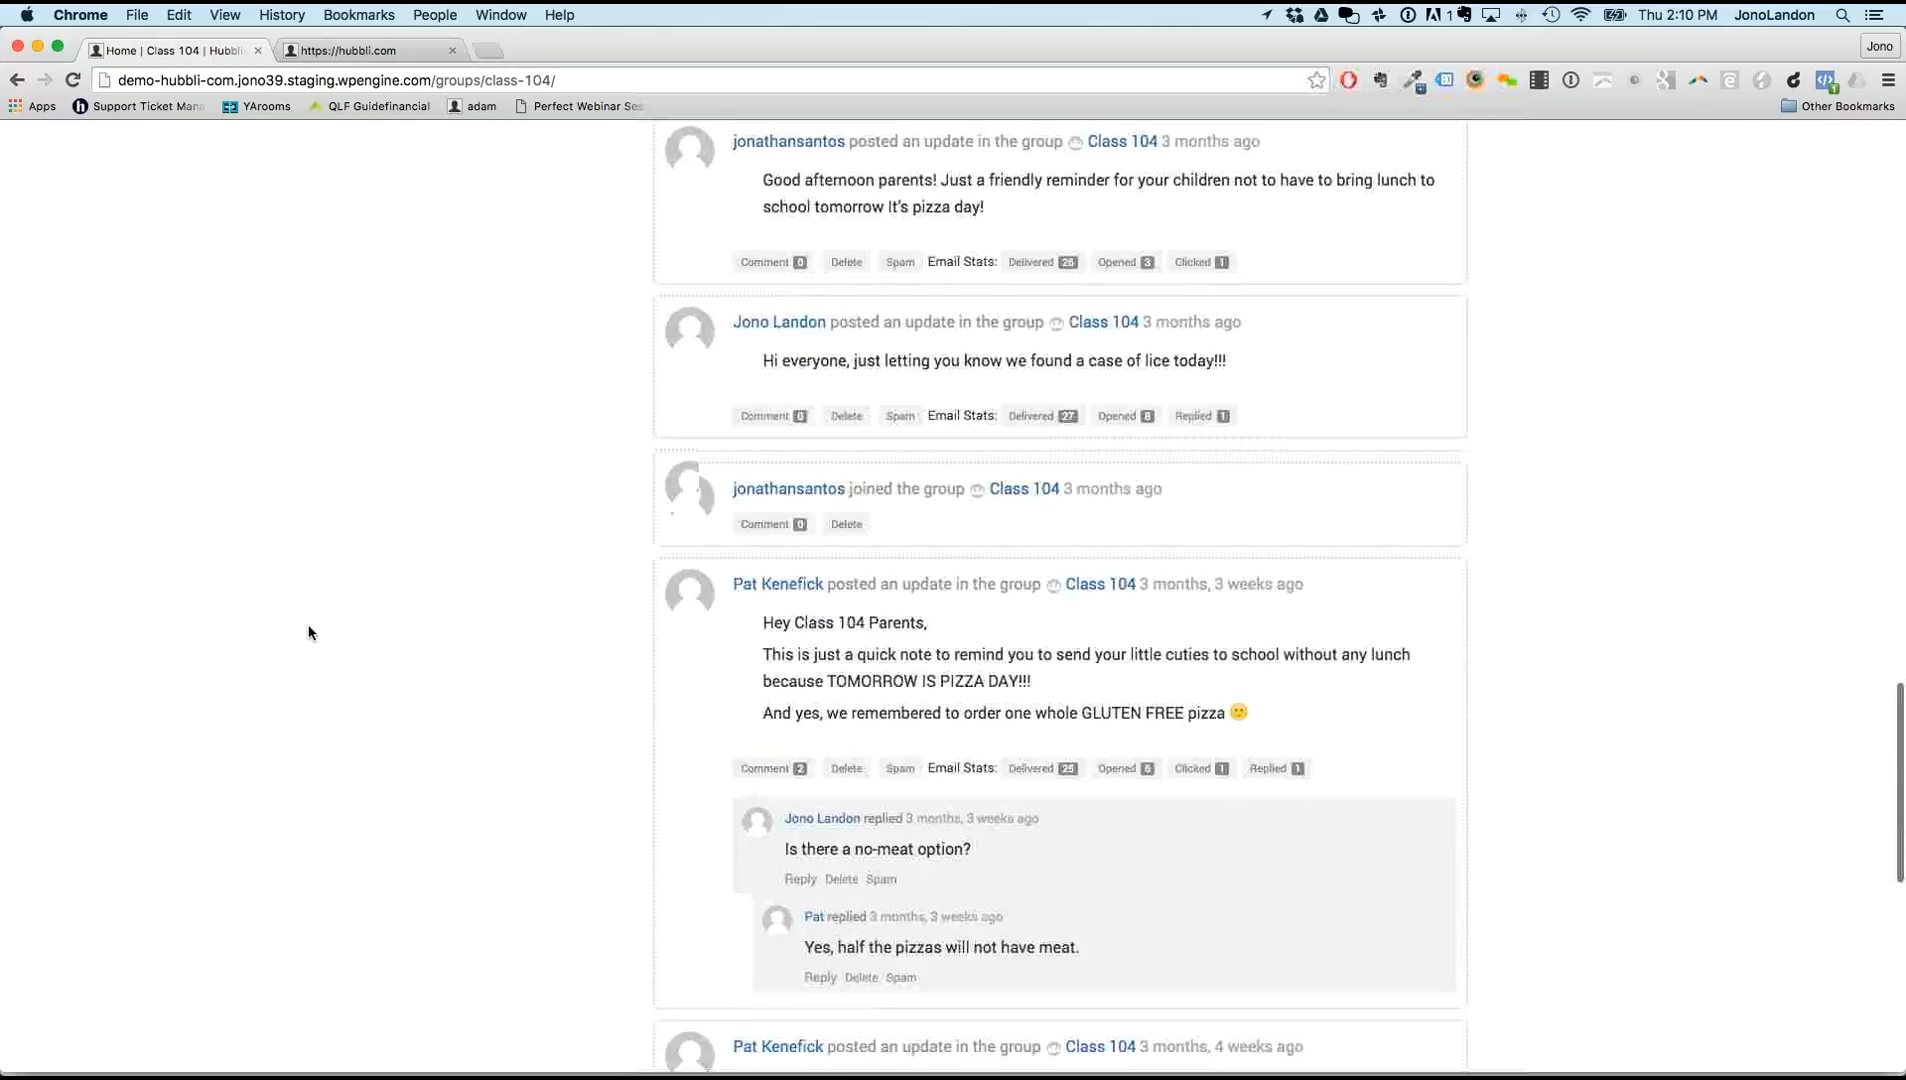 Chrome File Edit View History Bookmarks People Window Help 1 Thu 2:10 PM JonoLandon
Home | Class 104 | Hubbli https://hubbli.com Jono
demo-hubbli-com.jono39.staging.wpengine.com/groups/class-104/
Apps Support Ticket Mana YArooms QLF Guidefinancial adam Perfect Webinar Sec Other Bookmarks
jonathansantos posted an update in the group Class 104 3 months ago
Good afternoon parents! Just a friendly reminder for your children not to have to bring lunch to
school tomorrow It's pizza day!
Comment 0 Delete Spam Email Stats: Delivered 25 Opened 3 Clicked 1
Jono Landon posted an update in the group Class 104 3 months ago
Hi everyone, just letting you know we found a case of lice today!!!
Comment 0 Delete Spam Email Stats: Delivered 27 Opened 8 Replied 1
jonathansantos joined the group Class 104 3 months ago
Comment 0 Delete
Pat Kenefick posted an update in the group Class 104 3 months, 3 weeks ago
Hey Class 104 Parents,
This is just a quick note to remind you to send your little cuties to school without any lunch
because TOMORROW IS PIZZA DAY!!!
And yes, we remembered to order one whole GLUTEN FREE pizza 🙂
Comment 2 Delete Spam Email Stats: Delivered 25 Opened 6 Clicked 1 Replied 1
Jono Landon replied 3 months, 3 weeks ago
Is there a no-meat option?
Reply Delete Spam
Pat replied 3 months, 3 weeks ago
Yes, half the pizzas will not have meat.
Reply Delete Spam
Pat Kenefick posted an update in the group Class 104 3 months, 4 weeks ago